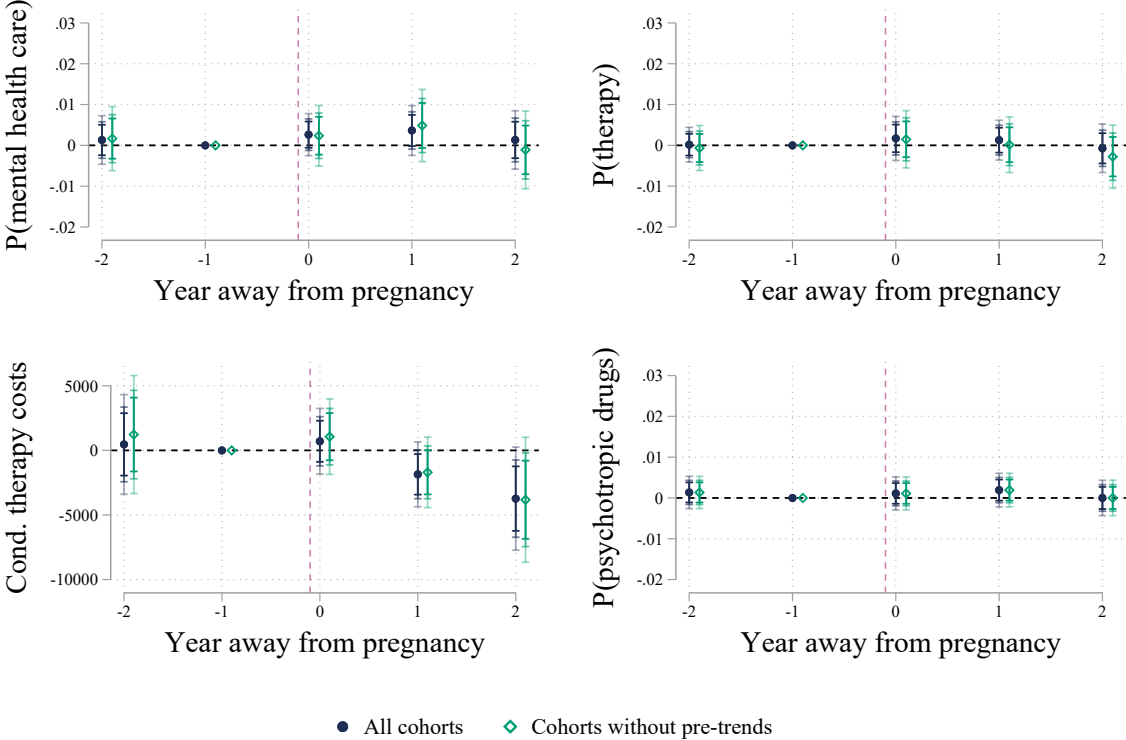 P(mental health care)
.03
.02
.01
0
-.01
-.02
-2 -1 0 1 2
Year away from pregnancy
P(therapy)
.03
.02
.01
0
-.01
-.02
-2 -1 0 1 2
Year away from pregnancy
Cond. therapy costs
5000
0
-5000
-10000
-2 -1 0 1 2
Year away from pregnancy
P(psychotropic drugs)
.03
.02
.01
0
-.01
-.02
-2 -1 0 1 2
Year away from pregnancy
All cohorts Cohorts without pre-trends